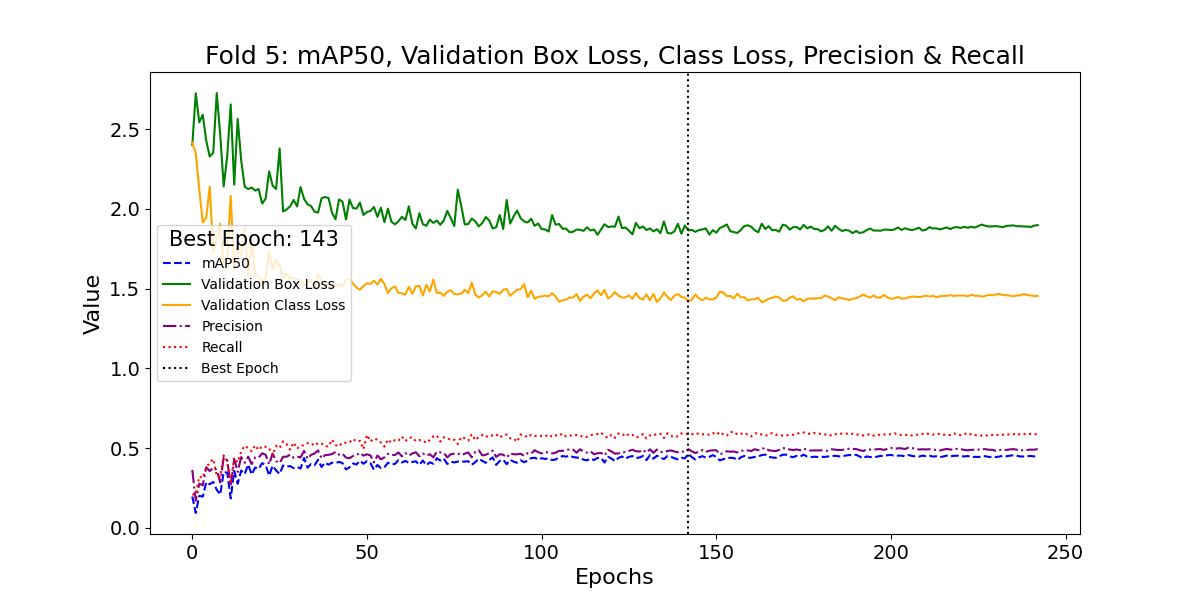 Fold 5: mAP50, Validation Box Loss, Class Loss, Precision & Recall
2.5
2.0
1.5
1.0
0.5
0.0
Value
Best Epoch: 143
mAP50
Validation Box Loss
Validation Class Loss
Precision
Recall
Best Epoch
0 50 100 150 200 250
Epochs